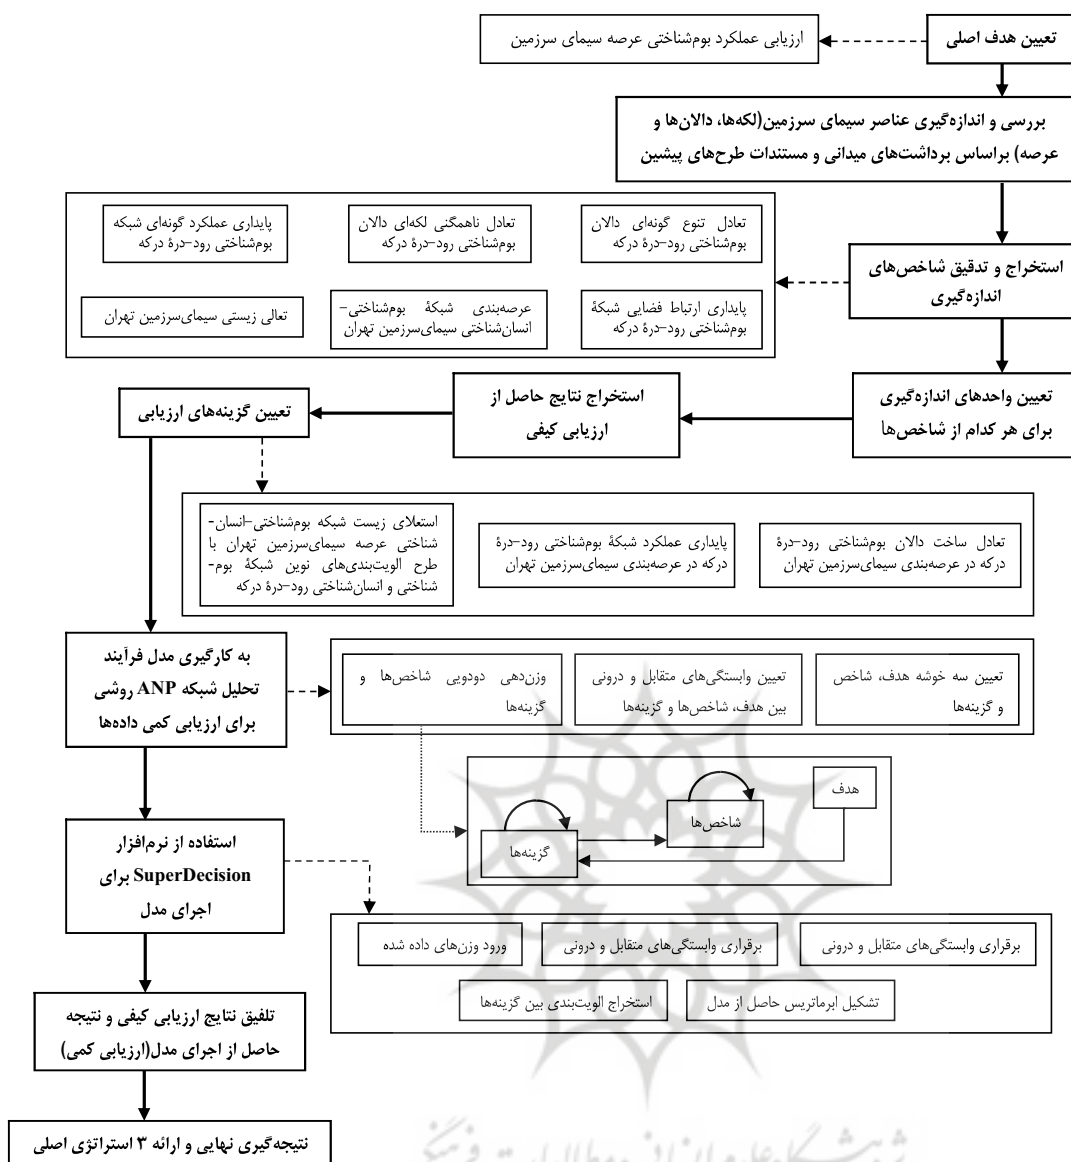 تعیین هدف اصلی
ارزیابی عملکرد بوم‌شناختی عرصه سیمای سرزمین
بررسی و اندازه‌گیری عناصر سیمای سرزمین(لکه‌ها، دالان‌ها و
عرصه) براساس برداشت‌های میدانی و مستندات طرح‌های پیشین
استخراج و تدقیق شاخص‌های
اندازه‌گیری
تعادل تنوع گونه‌ای دالان
بوم‌شناختی رود-درۀ درکه
تعادل ناهمگنی لکه‌ای دالان
بوم‌شناختی رود-درۀ درکه
پایداری عملکرد گونه‌ای شبکه
بوم‌شناختی رود-درۀ درکه
پایداری ارتباط فضایی شبکۀ
بوم‌شناختی رود-درۀ درکه
عرصه‌بندی شبکۀ بوم‌شناختی-
انسان‌شناختی سیمای‌سرزمین تهران
تعالی زیستی سیمای‌سرزمین تهران
تعیین واحدهای اندازه‌گیری
برای هر کدام از شاخص‌ها
استخراج نتایج حاصل از
ارزیابی کیفی
تعیین گزینه‌های ارزیابی
تعادل ساخت دالان بوم‌شناختی رود-درۀ
درکه در عرصه‌بندی سیمای‌سرزمین تهران
پایداری عملکرد شبکۀ بوم‌شناختی رود-درۀ
درکه در عرصه‌بندی سیمای‌سرزمین تهران
استعلای زیست شبکه بوم‌شناختی-انسان-
شناختی عرصه سیمای‌سرزمین تهران با
طرح الویت‌بندی‌های نوین شبکۀ بوم-
شناختی و انسان‌شناختی رود-درۀ درکه
به کارگیری مدل فرآیند
تحلیل شبکه ANP روشی
برای ارزیابی کمی داده‌ها
تعیین سه خوشه هدف، شاخص
و گزینه‌ها
تعیین وابستگی‌های متقابل و درونی
بین هدف، شاخص‌ها و گزینه‌ها
وزن‌دهی دودویی شاخص‌ها و
گزینه‌ها
هدف
شاخص‌ها
گزینه‌ها
استفاده از نرم‌افزار
SuperDecision برای
اجرای مدل
برقراری وابستگی‌های متقابل و درونی
برقراری وابستگی‌های متقابل و درونی
ورود وزن‌های داده شده
تشکیل ابرماتریس حاصل از مدل
استخراج الویت‌بندی بین گزینه‌ها
تلفیق نتایج ارزیابی کیفی و نتیجه
حاصل از اجرای مدل(ارزیابی کمی)
نتیجه‌گیری نهایی و ارائه ۳ استراتژی اصلی